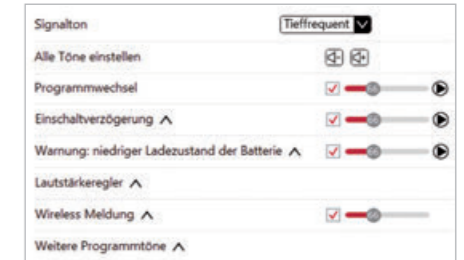 Signalton Tieffrequent
Alle Töne einstellen
Programmwechsel
Einschaltverzögerung
Warnung: niedriger Ladezustand der Batterie
Lautstärkeregler
Wireless Meldung
Weitere Programmtöne